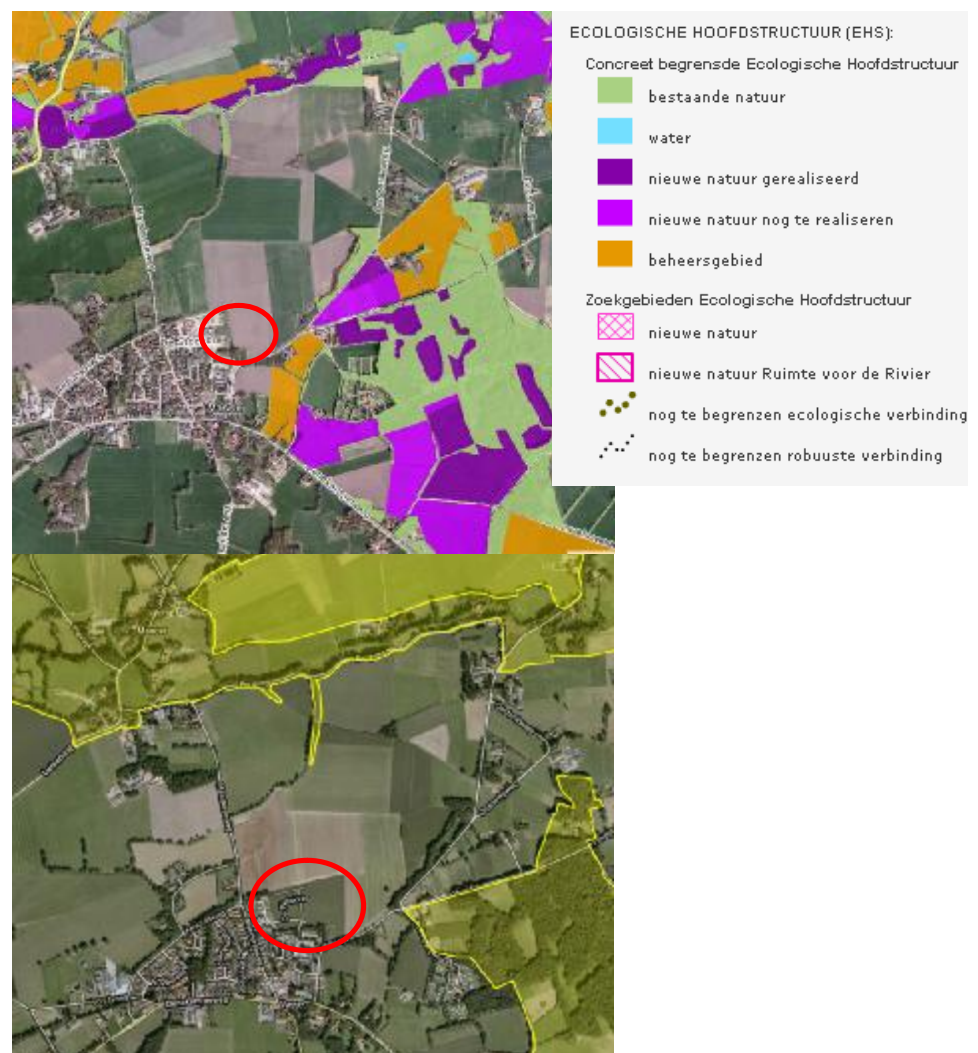 ECOLOGISCHE HOOFDSTRUCTUUR (EHS):
Concreet begrensde Ecologische Hoofdstructuur
bestaande natuur
water
nieuwe natuur gerealiseerd
nieuwe natuur nog te realiseren
beheersgebied
Zoekgebieden Ecologische Hoofdstructuur
nieuwe natuur
nieuwe natuur Ruimte voor de Rivier
nog te begrenzen ecologische verbinding
nog te begrenzen robuuste verbinding